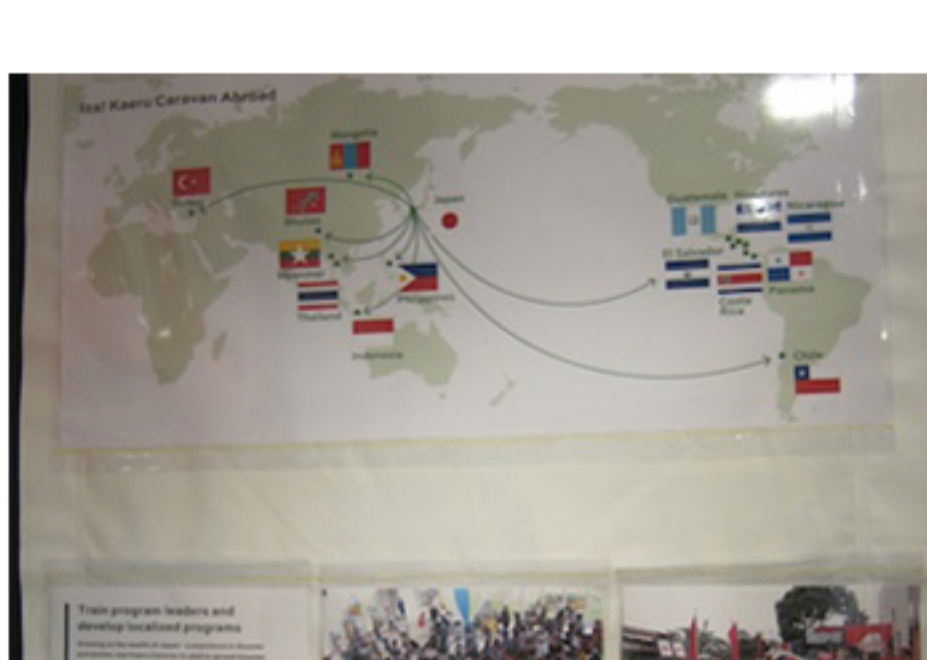 Iza! Kaeru Caravan Abroad
Mongolia
Turkey
Japan
Bhutan
Guatemala
Honduras
Nicaragua
El Salvador
Myanmar
Philippines
Thailand
Panama
Costa
Rica
Indonesia
Chile
Train program leaders and
develop localized programs